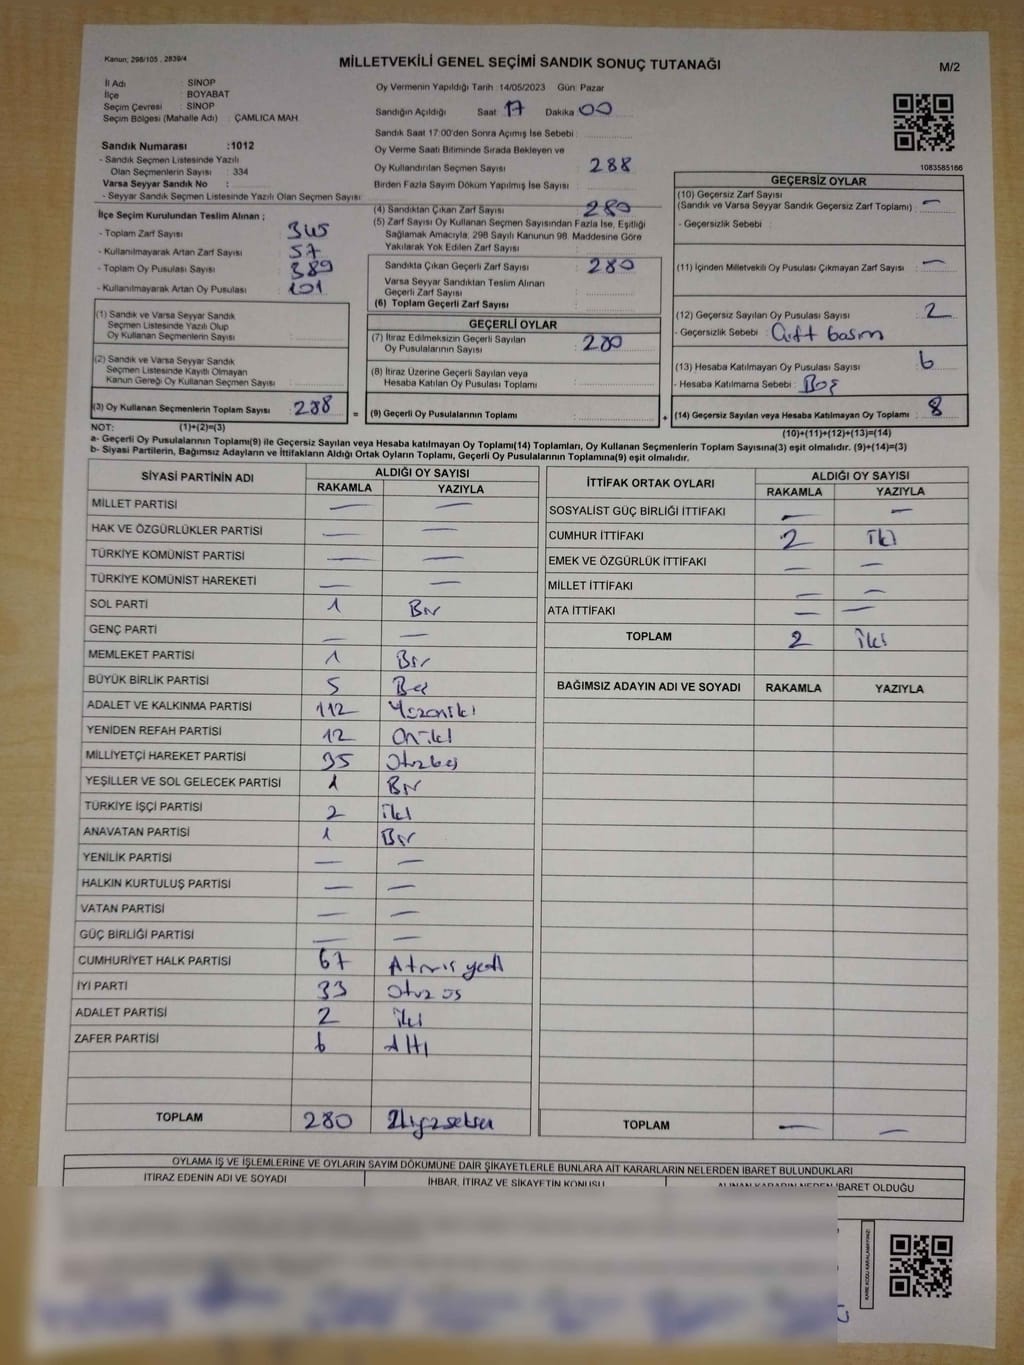 Kanun; 298/105 , 2839/4
MİLLETVEKİLİ GENEL SEÇİMİ SANDIK SONUÇ TUTANAĞI
M/2
İl Adı : SİNOP
İlçe : BOYABAT
Seçim Çevresi : SİNOP
Seçim Bölgesi (Mahalle Adı) : ÇAMLICA MAH.
Sandık Numarası :1012
- Sandık Seçmen Listesinde Yazılı
Olan Seçmenlerin Sayısı : 334
Varsa Seyyar Sandık No :
- Seyyar Sandık Seçmen Listesinde Yazılı Olan Seçmen Sayısı :
İlçe Seçim Kurulundan Teslim Alınan ;
- Toplam Zarf Sayısı : 345
- Kullanılmayarak Artan Zarf Sayısı : 57
- Toplam Oy Pusulası Sayısı : 389
- Kullanılmayarak Artan Oy Pusulası : 101
(1) Sandık ve Varsa Seyyar Sandık
Seçmen Listesinde Yazılı Olup
Oy Kullanan Seçmenlerin Sayısı :
(2) Sandık ve Varsa Seyyar Sandık
Seçmen Listesinde Kayıtlı Olmayan
Kanun Gereği Oy Kullanan Seçmen Sayısı :
(3) Oy Kullanan Seçmenlerin Toplam Sayısı : 288
Oy Vermenin Yapıldığı Tarih :14/05/2023 Gün: Pazar
Sandığın Açıldığı Saat 17 Dakika 00
Sandık Saat 17:00'den Sonra Açılmış İse Sebebi :
Oy Verme Saati Bitiminde Sırada Bekleyen ve
Oy Kullandırılan Seçmen Sayısı : 288
Birden Fazla Sayım Döküm Yapılmış İse Sayısı :
(4) Sandıktan Çıkan Zarf Sayısı : 280
(5) Zarf Sayısı Oy Kullanan Seçmen Sayısından Fazla İse, Eşitliği
Sağlamak Amacıyla, 298 Sayılı Kanunun 98. Maddesine Göre
Yakılarak Yok Edilen Zarf Sayısı :
Sandıkta Çıkan Geçerli Zarf Sayısı : 280
Varsa Seyyar Sandıktan Teslim Alınan
Geçerli Zarf Sayısı :
(6) Toplam Geçerli Zarf Sayısı :
GEÇERLİ OYLAR
(7) İtiraz Edilmeksizin Geçerli Sayılan
Oy Pusulalarının Sayısı : 280
(8) İtiraz Üzerine Geçerli Sayılan veya
Hesaba Katılan Oy Pusulası Toplamı :
= (9) Geçerli Oy Pusulalarının Toplamı :
1083585166
GEÇERSİZ OYLAR
(10) Geçersiz Zarf Sayısı
(Sandık ve Varsa Seyyar Sandık Geçersiz Zarf Toplamı) : —
- Geçersizlik Sebebi :
(11) İçinden Milletvekili Oy Pusulası Çıkmayan Zarf Sayısı : —
(12) Geçersiz Sayılan Oy Pusulası Sayısı : 2
- Geçersizlik Sebebi : Çift basım
(13) Hesaba Katılmayan Oy Pusulası Sayısı : 6
- Hesaba Katılmama Sebebi : Boş
+ (14) Geçersiz Sayılan veya Hesaba Katılmayan Oy Toplamı : 8
NOT: (1)+(2)=(3)
(10)+(11)+(12)+(13)=(14)
a- Geçerli Oy Pusulalarının Toplamı(9) ile Geçersiz Sayılan veya Hesaba katılmayan Oy Toplamı(14) Toplamları, Oy Kullanan Seçmenlerin Toplam Sayısına(3) eşit olmalıdır. (9)+(14)=(3)
b- Siyasi Partilerin, Bağımsız Adayların ve İttifakların Aldığı Ortak Oyların Toplamı, Geçerli Oy Pusulalarının Toplamına(9) eşit olmalıdır.
SİYASİ PARTİNİN ADI ALDIĞI OY SAYISI
RAKAMLA YAZIYLA
MİLLET PARTİSİ — —
HAK VE ÖZGÜRLÜKLER PARTİSİ — —
TÜRKİYE KOMÜNİST PARTİSİ — —
TÜRKİYE KOMÜNİST HAREKETİ — —
SOL PARTİ 1 Bir
GENÇ PARTİ — —
MEMLEKET PARTİSİ 1 Bir
BÜYÜK BİRLİK PARTİSİ 5 Beş
ADALET VE KALKINMA PARTİSİ 112 Yüzoniki
YENİDEN REFAH PARTİSİ 12 Oniki
MİLLİYETÇİ HAREKET PARTİSİ 35 Otuzbeş
YEŞİLLER VE SOL GELECEK PARTİSİ 1 Bir
TÜRKİYE İŞÇİ PARTİSİ 2 iki
ANAVATAN PARTİSİ 1 Bir
YENİLİK PARTİSİ — —
HALKIN KURTULUŞ PARTİSİ — —
VATAN PARTİSİ — —
GÜÇ BİRLİĞİ PARTİSİ — —
CUMHURİYET HALK PARTİSİ 67 Atmış yedi
İYİ PARTİ 33 Otuz üç
ADALET PARTİSİ 2 iki
ZAFER PARTİSİ 6 Altı
TOPLAM 280 İkiyüzseksen
İTTİFAK ORTAK OYLARI ALDIĞI OY SAYISI
RAKAMLA YAZIYLA
SOSYALİST GÜÇ BİRLİĞİ İTTİFAKI — —
CUMHUR İTTİFAKI 2 iki
EMEK VE ÖZGÜRLÜK İTTİFAKI — —
MİLLET İTTİFAKI — —
ATA İTTİFAKI — —
TOPLAM 2 iki
BAĞIMSIZ ADAYIN ADI VE SOYADI RAKAMLA YAZIYLA
TOPLAM — —
OYLAMA İŞ VE İŞLEMLERİNE VE OYLARIN SAYIM DÖKÜMÜNE DAİR ŞİKAYETLERLE BUNLARA AİT KARARLARIN NELERDEN İBARET BULUNDUKLARI
İTİRAZ EDENİN ADI VE SOYADI İHBAR, İTİRAZ VE ŞİKAYETİN KONUSU ALINAN KARARIN NEDEN İBARET OLDUĞU
KAREKODU KARALAMAYINIZ!